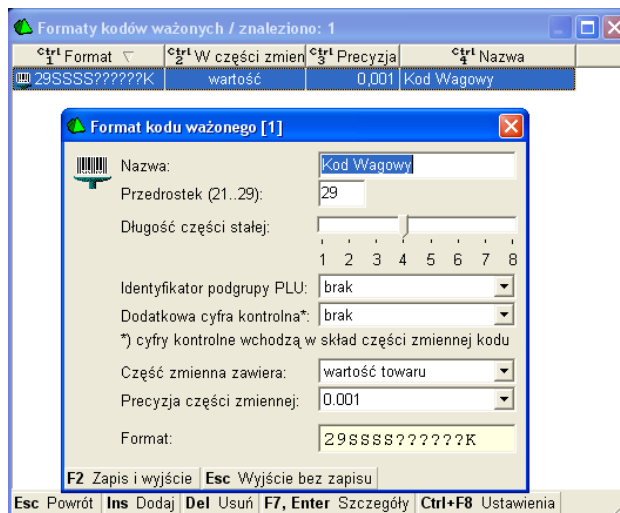 Formaty kodów ważonych / znaleziono: 1
Ctrl 1 Format Ctrl 2 W części zmien Ctrl 3 Precyzja Ctrl 4 Nazwa
29SSSS??????K wartość 0,001 Kod Wagowy
Format kodu ważonego [1]
Nazwa: Kod Wagowy
Przedrostek (21..29): 29
Długość części stałej:
1 2 3 4 5 6 7 8
Identyfikator podgrupy PLU: brak
Dodatkowa cyfra kontrolna*: brak
*) cyfry kontrolne wchodzą w skład części zmiennej kodu
Część zmienna zawiera: wartość towaru
Precyzja części zmiennej: 0.001
Format: 29SSSS??????K
F2 Zapis i wyjście Esc Wyjście bez zapisu
Esc Powrót Ins Dodaj Del Usuń F7, Enter Szczegóły Ctrl+F8 Ustawienia